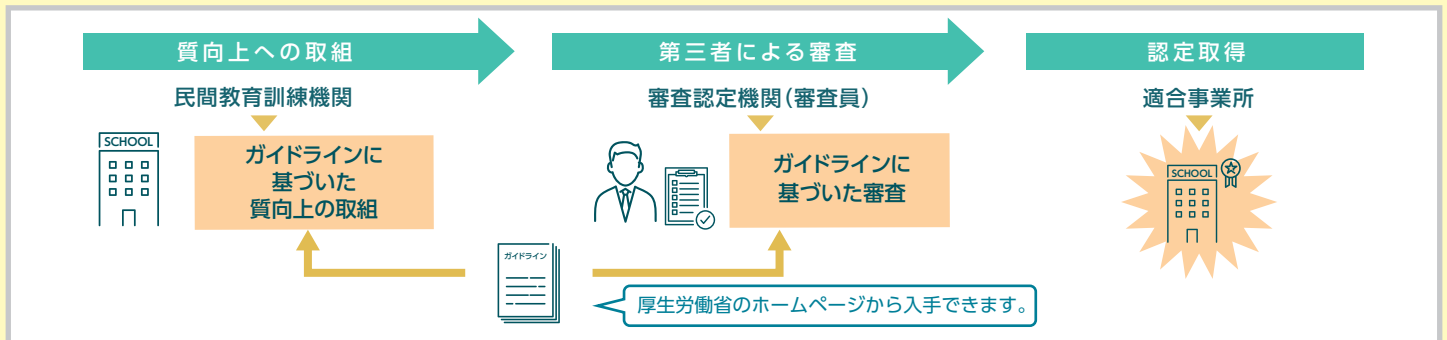 質向上への取組
第三者による審査
認定取得
民間教育訓練機関
審査認定機関(審査員)
適合事業所
SCHOOL
ガイドラインに
基づいた
質向上の取組
ガイドラインに
基づいた審査
SCHOOL
ガイドライン
厚生労働省のホームページから入手できます。